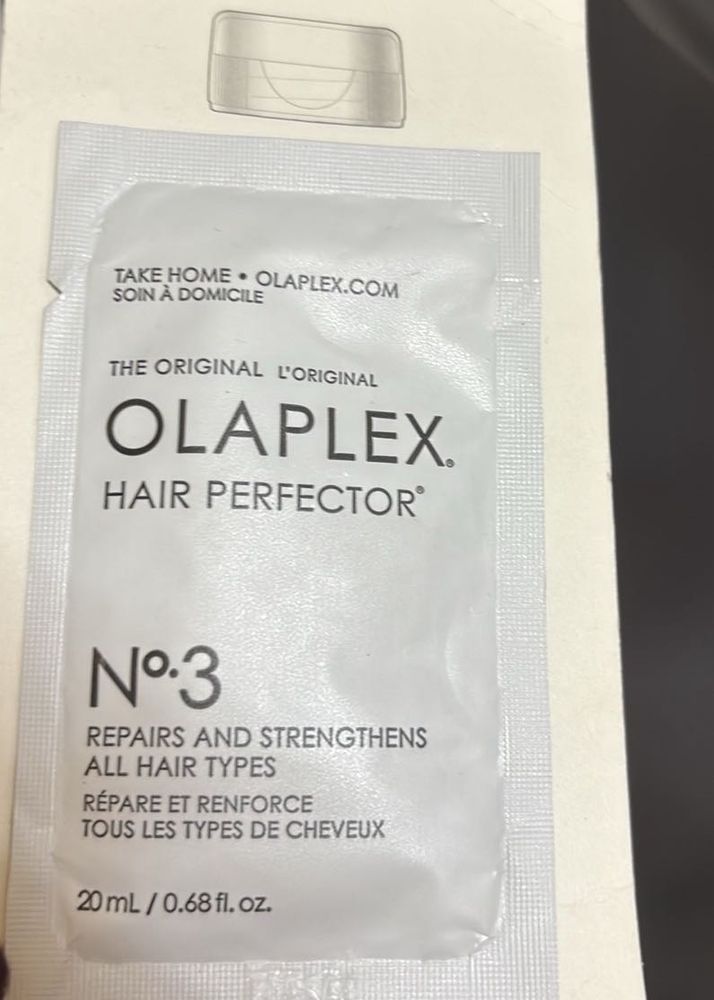 TAKE HOME • OLAPLEX.COM
SOIN À DOMICILE
THE ORIGINAL L'ORIGINAL
OLAPLEX®
HAIR PERFECTOR®
Nº.3
REPAIRS AND STRENGTHENS
ALL HAIR TYPES
RÉPARE ET RENFORCE
TOUS LES TYPES DE CHEVEUX
20 mL / 0.68 fl. oz.